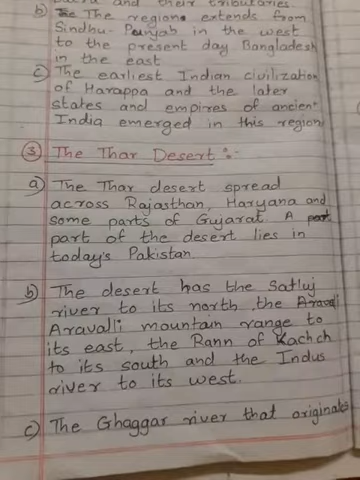 and their tributaries
b) The regions extends from
Sindhu-Punjab in the west
to the present day Bangladesh
in the east
c) The earliest Indian civilization
of Harappa and the later
states and empires of ancient
India emerged in this region
③ The Thar Desert :-
a) The Thar desert spread
across Rajasthan, Haryana and
some parts of Gujarat. A
part of the desert lies in
today's Pakistan.
b) The desert has the Satluj
river to its north, the
Aravalli mountain range to
its east, the Rann of Kachch
to its south and the Indus
river to its west.
c) The Ghaggar river that originates